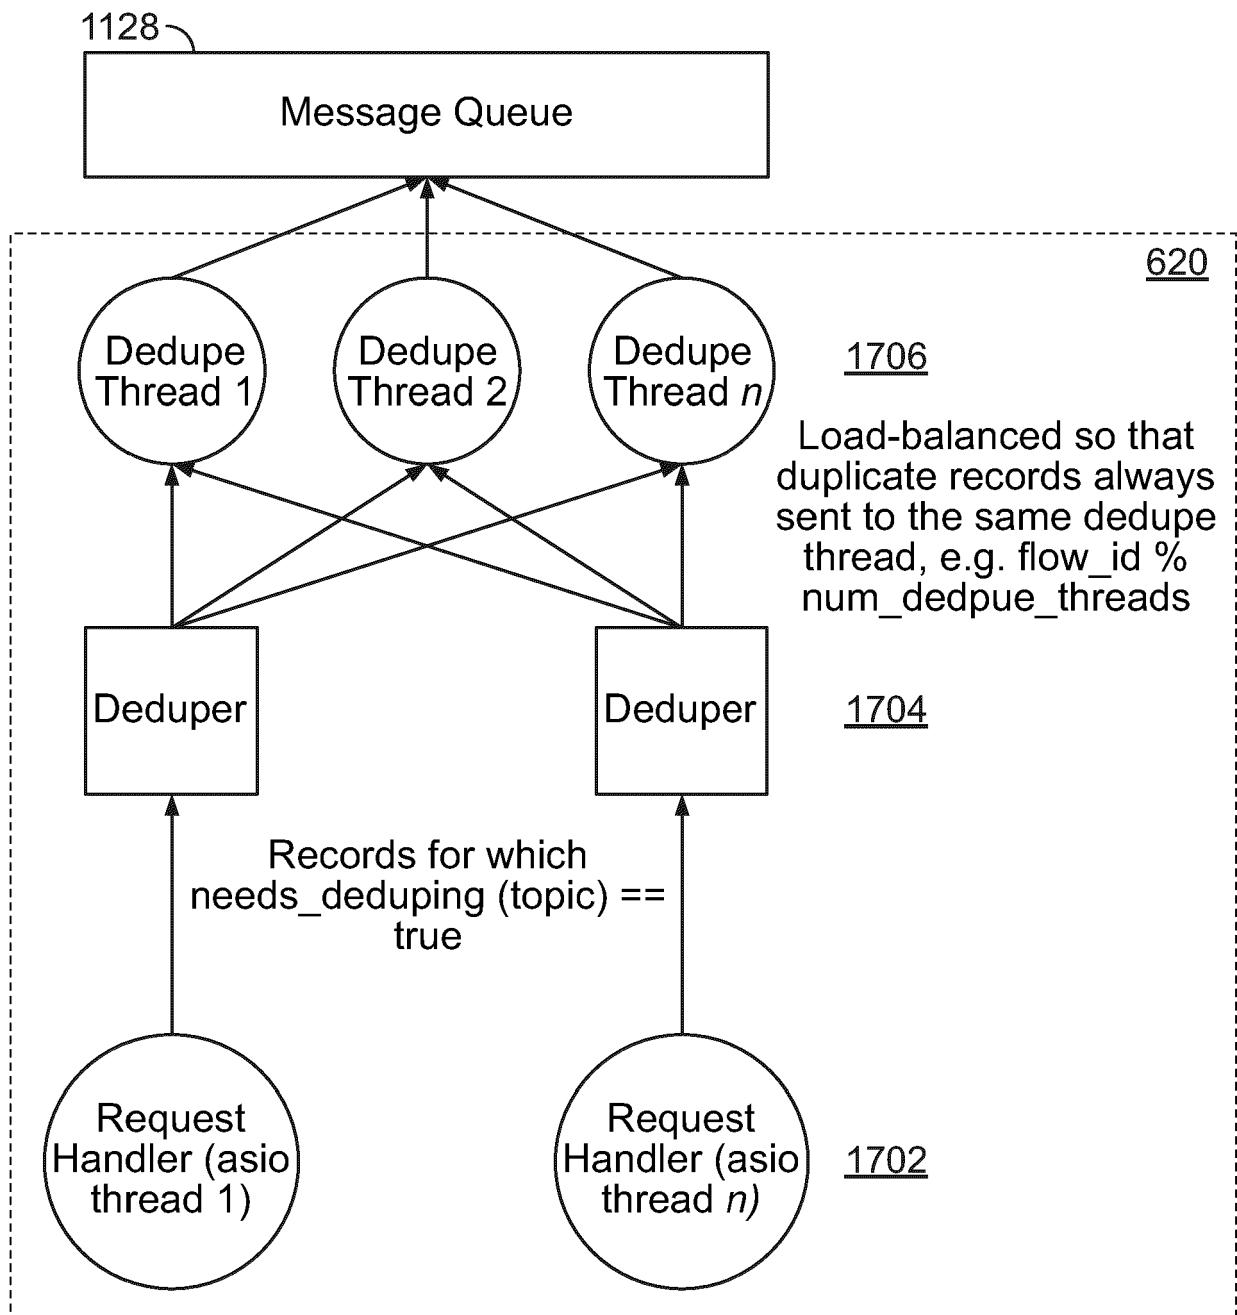 1128
Message Queue
620
Dedupe
Thread 1
Dedupe
Thread 2
Dedupe
Thread n
1706
Load-balanced so that
duplicate records always
sent to the same dedupe
thread, e.g. flow_id %
num_dedpue_threads
Deduper
Deduper
1704
Records for which
needs_deduping (topic) ==
true
Request
Handler (asio
thread 1)
Request
Handler (asio
thread n)
1702